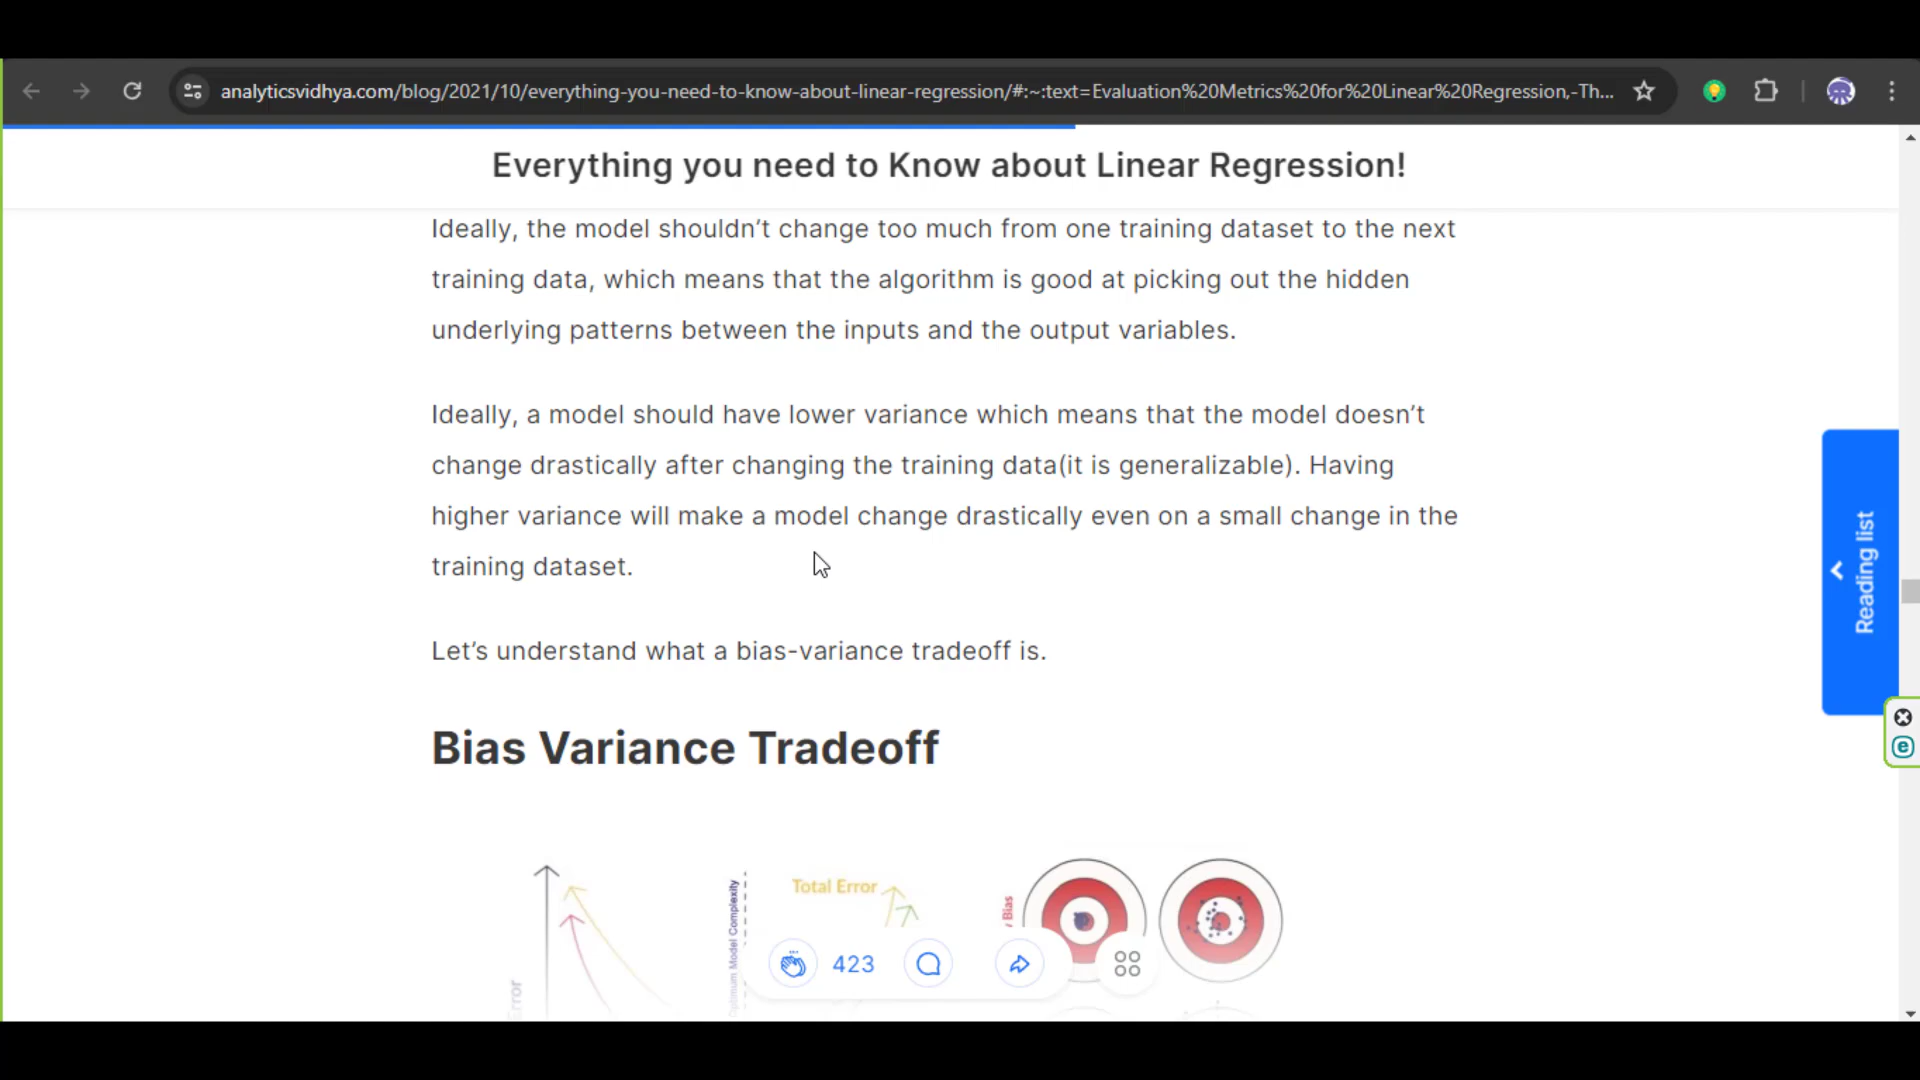 analyticsvidhya.com/blog/2021/10/everything-you-need-to-know-about-linear-regression/#:~:text=Evaluation%20Metrics%20for%20Linear%20Regression,-Th...
Everything you need to Know about Linear Regression!
Ideally, the model shouldn’t change too much from one training dataset to the next
training data, which means that the algorithm is good at picking out the hidden
underlying patterns between the inputs and the output variables.
Ideally, a model should have lower variance which means that the model doesn’t
change drastically after changing the training data(it is generalizable). Having
higher variance will make a model change drastically even on a small change in the
training dataset.
Let’s understand what a bias-variance tradeoff is.
Bias Variance Tradeoff
Error
Optimum Model Complexity
Total Error
Bias
423
Reading list